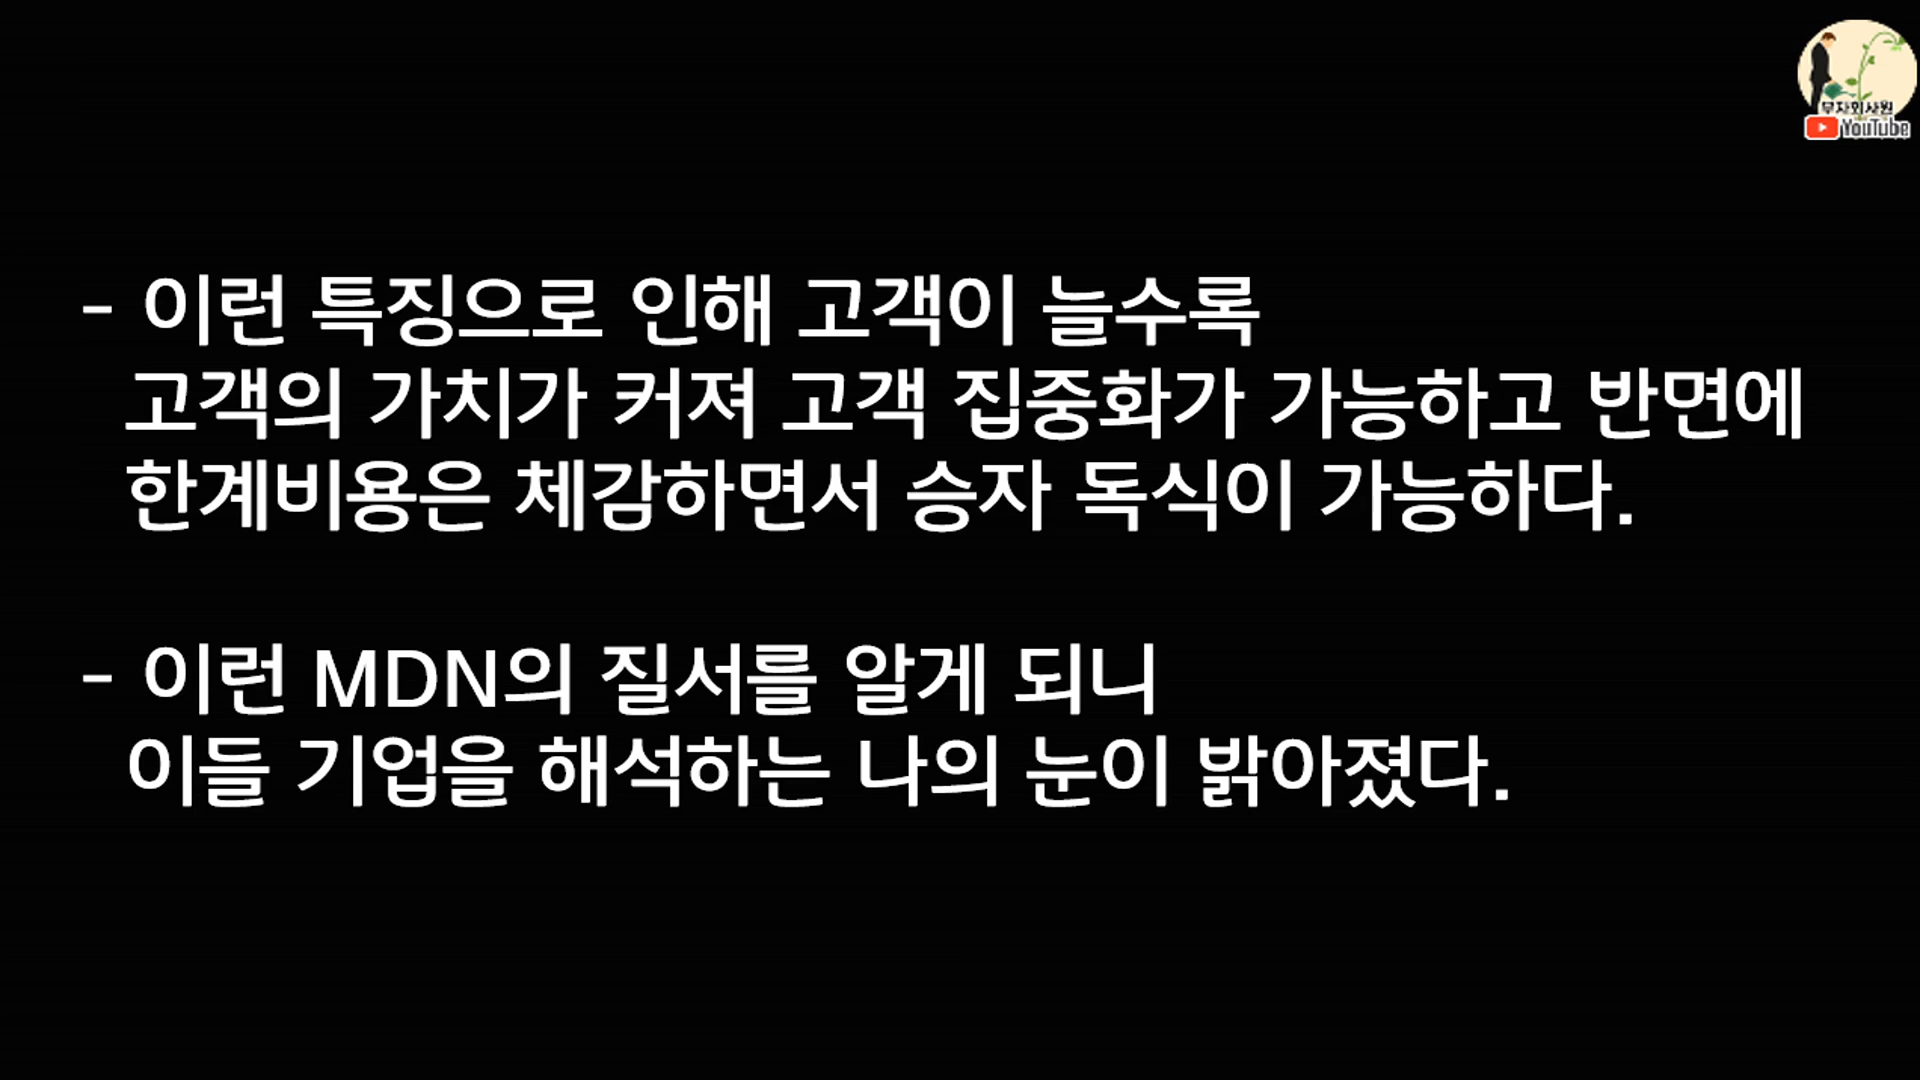 부자회사원
YouTube
- 이런 특징으로 인해 고객이 늘수록
고객의 가치가 커져 고객 집중화가 가능하고 반면에
한계비용은 체감하면서 승자 독식이 가능하다.
- 이런 MDN의 질서를 알게 되니
이들 기업을 해석하는 나의 눈이 밝아졌다.